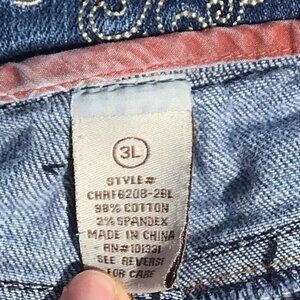 3L
STYLE#
CHRF6208-29L
98% COTTON
2% SPANDEX
MADE IN CHINA
RN#101331
SEE REVERSE
FOR CARE